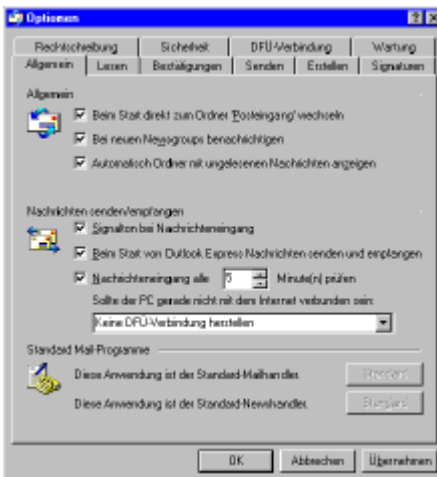 Optionen
Rechtschreibung Sicherheit DFÜ-Verbindung Wartung
Allgemein Lesen Bestätigungen Senden Erstellen Signaturen
Allgemein
Beim Start direkt zum Ordner 'Posteingang' wechseln
Bei neuen Newsgroups benachrichtigen
Automatisch Ordner mit ungelesenen Nachrichten anzeigen
Nachrichten senden/empfangen
Signalton bei Nachrichteneingang
Beim Start von Outlook Express Nachrichten senden und empfangen
Nachrichteneingang alle 5 Minute(n) prüfen
Sollte der PC gerade nicht mit dem Internet verbunden sein:
Keine DFÜ-Verbindung herstellen
Standard Mail-Programme
Diese Anwendung ist der Standard-Mailhandler. Standard
Diese Anwendung ist der Standard-Newshandler. Standard
OK Abbrechen Übernehmen